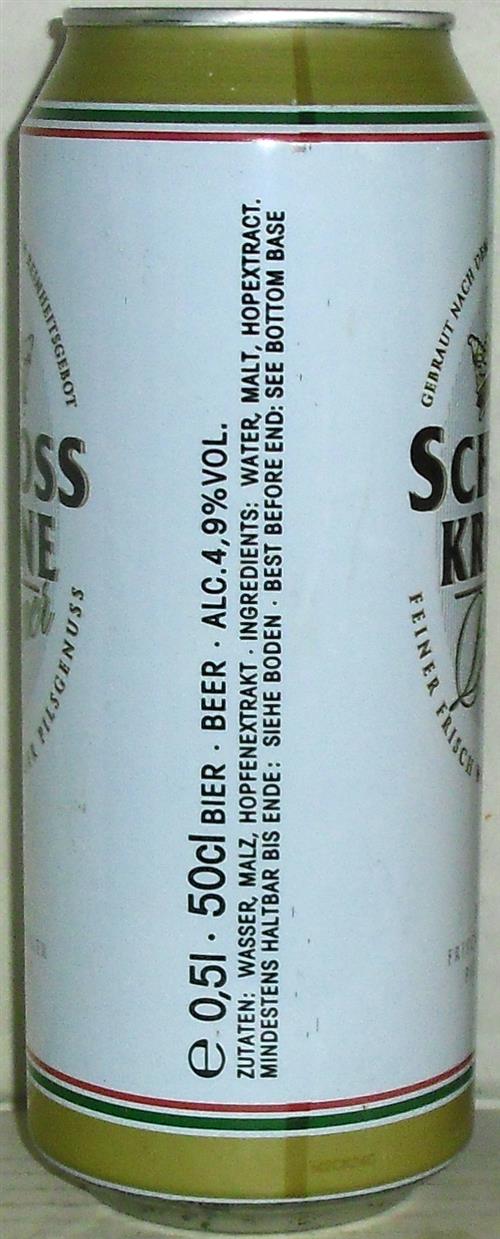 REINHEITSGEBOT
OSS
NE
PILSGENUSS
e 0,5l · 50cl BIER · BEER · ALC.4,9%VOL.
ZUTATEN: WASSER, MALZ, HOPFENEXTRAKT · INGREDIENTS: WATER, MALT, HOPEXTRACT.
MINDESTENS HALTBAR BIS ENDE: SIEHE BODEN · BEST BEFORE END: SEE BOTTOM BASE
GEBRAUT NACH DEM
SCH
KR
FEINER FRISCH